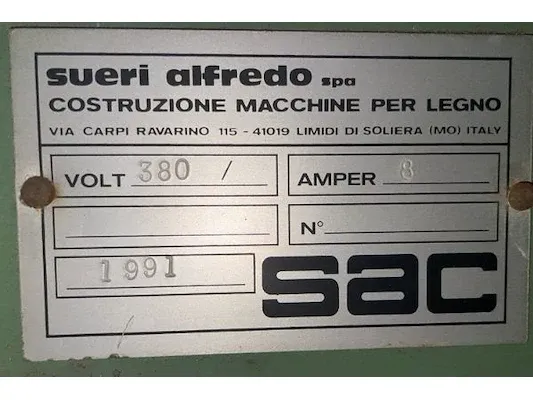 sueri alfredo spa
COSTRUZIONE MACCHINE PER LEGNO
VIA CARPI RAVARINO 115 - 41019 LIMIDI DI SOLIERA (MO) ITALY
VOLT 380 / AMPER 8
N°
1991
sac